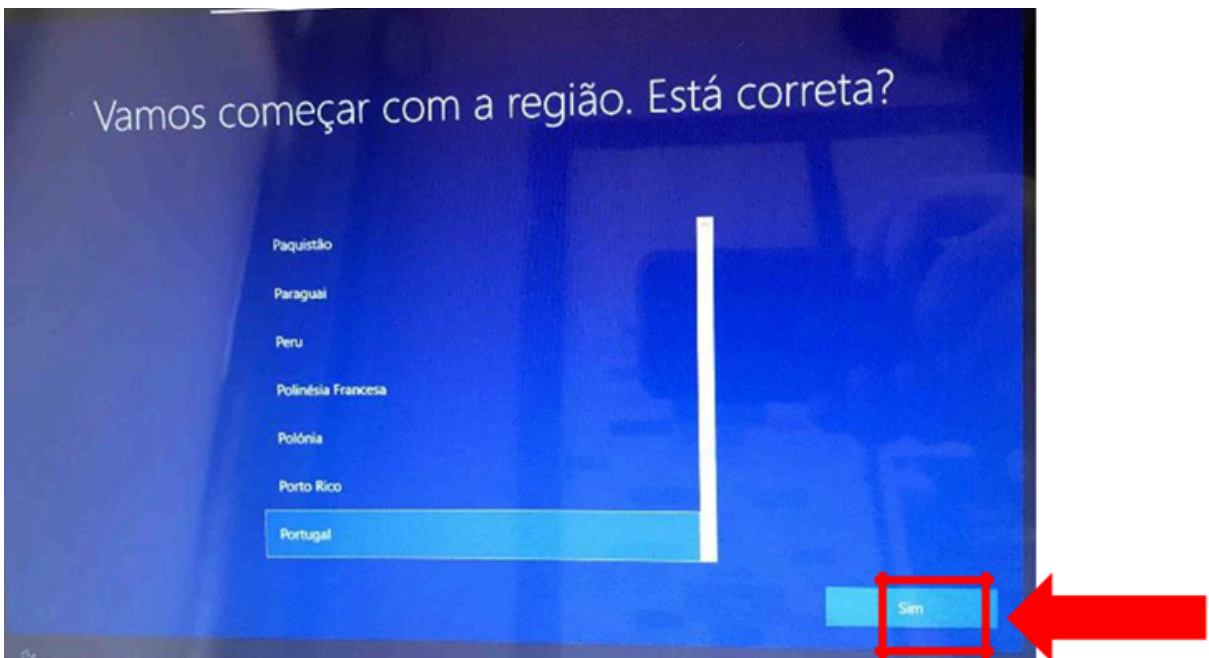 Vamos começar com a região. Está correta?
Paquistão
Paraguai
Peru
Polinésia Francesa
Polónia
Porto Rico
Portugal
Sim